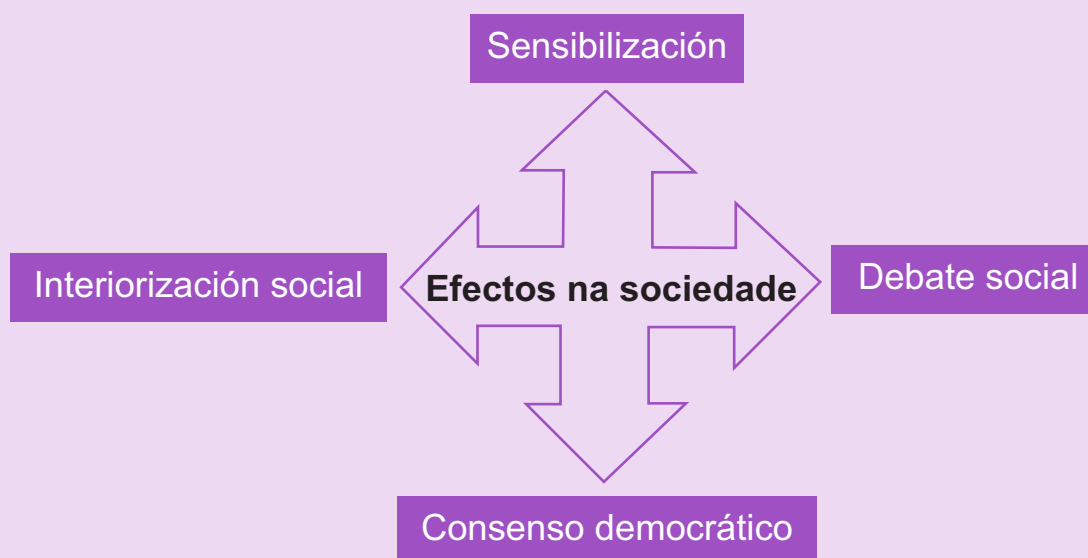 Sensibilización
Interiorización social
Efectos na sociedade
Debate social
Consenso democrático